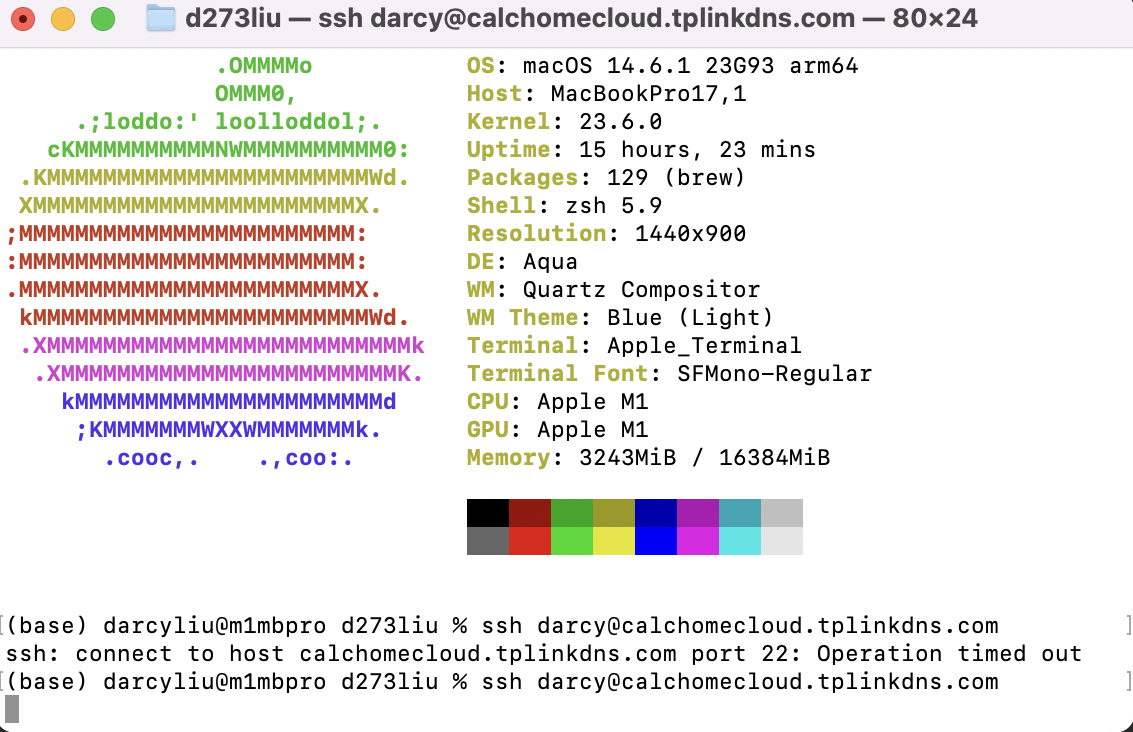 d273liu — ssh darcy@calchomecloud.tplinkdns.com — 80×24
.OMMMMo OS: macOS 14.6.1 23G93 arm64
OMMM0, Host: MacBookPro17,1
.;loddo:' loolloddol;. Kernel: 23.6.0
cKMMMMMMMMMMNWMMMMMMMMMM0: Uptime: 15 hours, 23 mins
.KMMMMMMMMMMMMMMMMMMMMMMMWd. Packages: 129 (brew)
XMMMMMMMMMMMMMMMMMMMMMMMX. Shell: zsh 5.9
;MMMMMMMMMMMMMMMMMMMMMMMM: Resolution: 1440x900
:MMMMMMMMMMMMMMMMMMMMMMMM: DE: Aqua
.MMMMMMMMMMMMMMMMMMMMMMMMX. WM: Quartz Compositor
kMMMMMMMMMMMMMMMMMMMMMMMMWd. WM Theme: Blue (Light)
.XMMMMMMMMMMMMMMMMMMMMMMMMMMk Terminal: Apple_Terminal
.XMMMMMMMMMMMMMMMMMMMMMMMMK. Terminal Font: SFMono-Regular
kMMMMMMMMMMMMMMMMMMMMMMd CPU: Apple M1
;KMMMMMMMWXXWMMMMMMMk. GPU: Apple M1
.cooc,. .,coo:. Memory: 3243MiB / 16384MiB
[(base) darcyliu@m1mbpro d273liu % ssh darcy@calchomecloud.tplinkdns.com ]
ssh: connect to host calchomecloud.tplinkdns.com port 22: Operation timed out
[(base) darcyliu@m1mbpro d273liu % ssh darcy@calchomecloud.tplinkdns.com ]